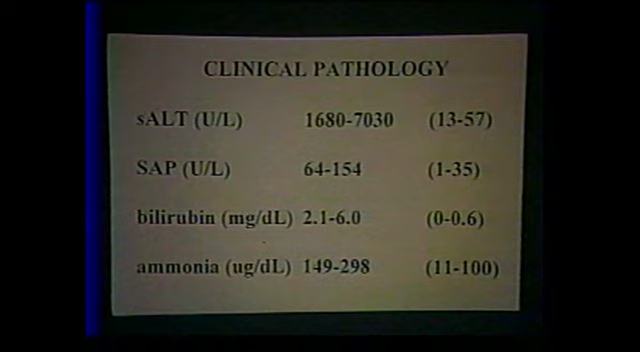 CLINICAL PATHOLOGY
sALT (U/L) 1680-7030 (13-57)
SAP (U/L) 64-154 (1-35)
bilirubin (mg/dL) 2.1-6.0 (0-0.6)
ammonia (ug/dL) 149-298 (11-100)